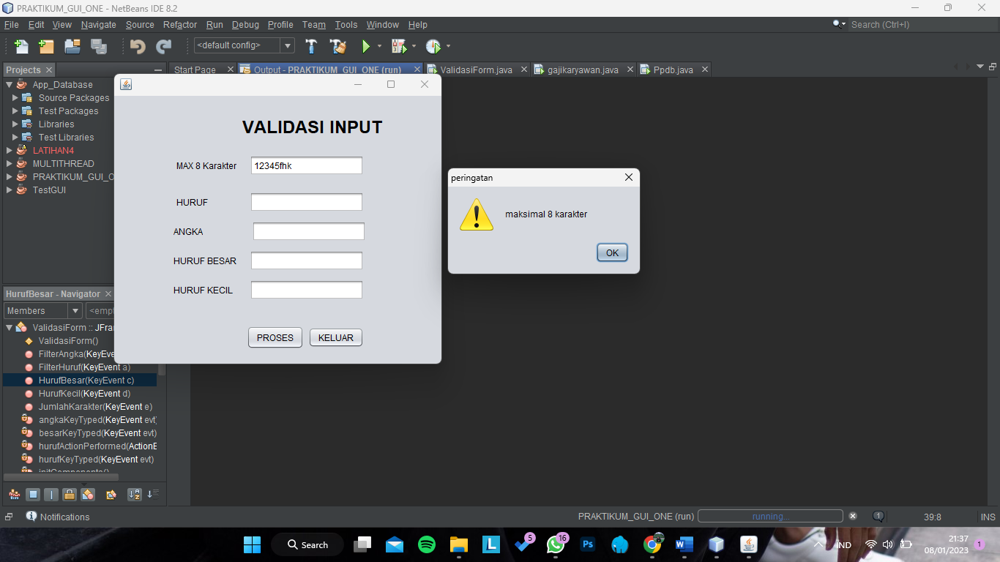 PRAKTIKUM_GUI_ONE - NetBeans IDE 8.2
File Edit View Navigate Source Refactor Run Debug Profile Team Tools Window Help
Search (Ctrl+I)
<default config>
Projects
Start Page
Output - PRAKTIKUM_GUI_ONE (run)
ValidasiForm.java
gajikaryawan.java
Ppdb.java
App_Database
Source Packages
Test Packages
Libraries
Test Libraries
LATIHAN4
MULTITHREAD
PRAKTIKUM_GUI_O
TestGUI
VALIDASI INPUT
MAX 8 Karakter
12345fhk
HURUF
ANGKA
HURUF BESAR
HURUF KECIL
PROSES
KELUAR
peringatan
maksimal 8 karakter
OK
HurufBesar - Navigator
Members
<emp
ValidasiForm :: JFra
ValidasiForm()
FilterAngka(KeyEve
FilterHuruf(KeyEvent a)
HurufBesar(KeyEvent c)
HurufKecil(KeyEvent d)
JumlahKarakter(KeyEvent e)
angkaKeyTyped(KeyEvent evt)
besarKeyTyped(KeyEvent evt)
hurufActionPerformed(ActionE
hurufKeyTyped(KeyEvent evt)
initComponents()
Notifications
PRAKTIKUM_GUI_ONE (run)
running...
1
39:8
INS
Search
L
5
16
Ps
W
IND
21:37
08/01/2023
1